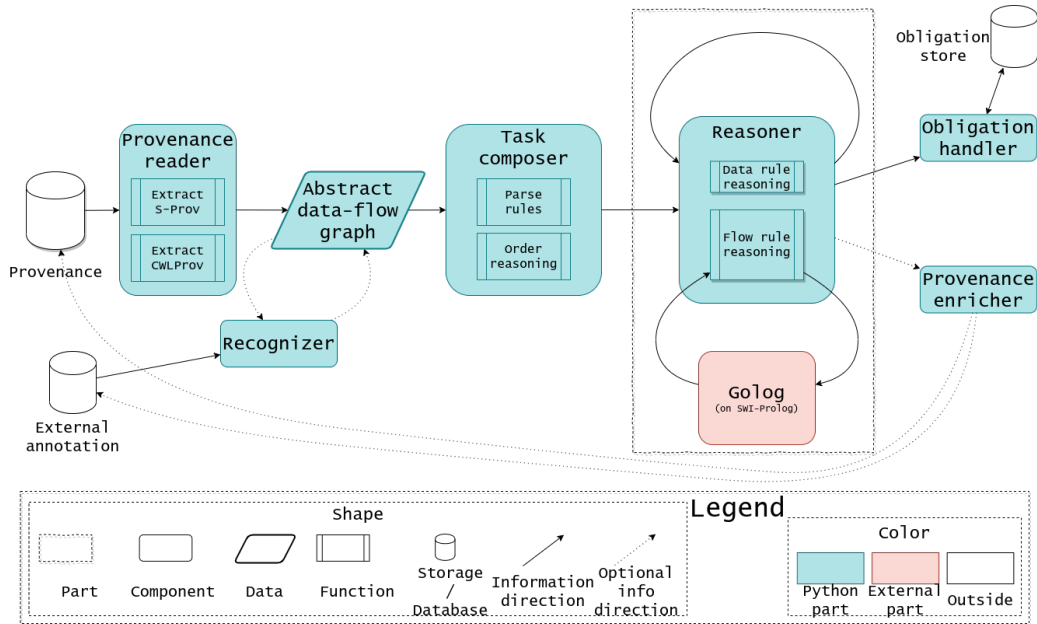 Obligation
store
Provenance
reader
Extract
S-Prov
Extract
CWLProv
Provenance
Abstract
data-flow
graph
Task
composer
Parse
rules
Order
reasoning
Reasoner
Data rule
reasoning
Flow rule
reasoning
Obligation
handler
Provenance
enricher
Recognizer
External
annotation
Golog
(on SWI-Prolog)
Legend
Shape
Part
Component
Data
Function
Storage
/
Database
Information
direction
Optional
info
direction
Color
Python
part
External
part
Outside